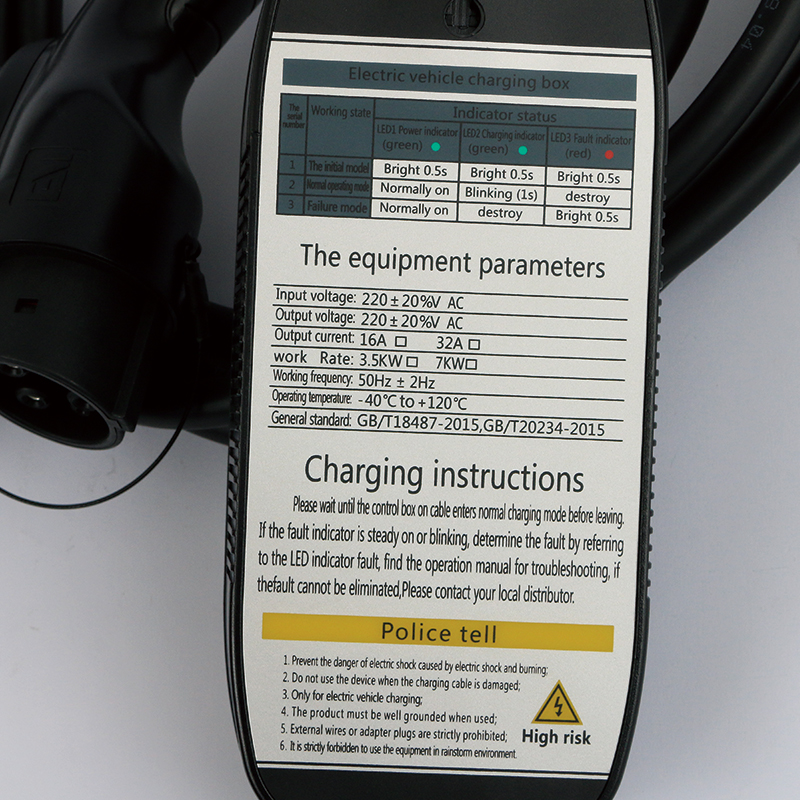 Electric vehicle charging box
The serial number Working state Indicator status
LED1 Power indicator (green) LED2 Charging indicator (green) LED3 Fault indicator (red)
1 The initial model Bright 0.5s Bright 0.5s Bright 0.5s
2 Normal operating mode Normally on Blinking (1s) destroy
3 Failure mode Normally on destroy Bright 0.5s
The equipment parameters
Input voltage: 220±20%V AC
Output voltage: 220±20%V AC
Output current: 16A □ 32A □
work Rate: 3.5KW □ 7KW□
Working frequency: 50Hz ± 2Hz
Operating temperature: -40℃ to +120℃
General standard: GB/T18487-2015,GB/T20234-2015
Charging instructions
Please wait until the control box on cable enters normal charging mode before leaving.
If the fault indicator is steady on or blinking, determine the fault by referring
to the LED indicator fault, find the operation manual for troubleshooting, if
thefault cannot be eliminated,Please contact your local distributor.
Police tell
1. Prevent the danger of electric shock caused by electric shock and burning;
2. Do not use the device when the charging cable is damaged;
3. Only for electric vehicle charging;
4. The product must be well grounded when used;
5. External wires or adapter plugs are strictly prohibited;
6. It is strictly forbidden to use the equipment in rainstorm environment.
High risk